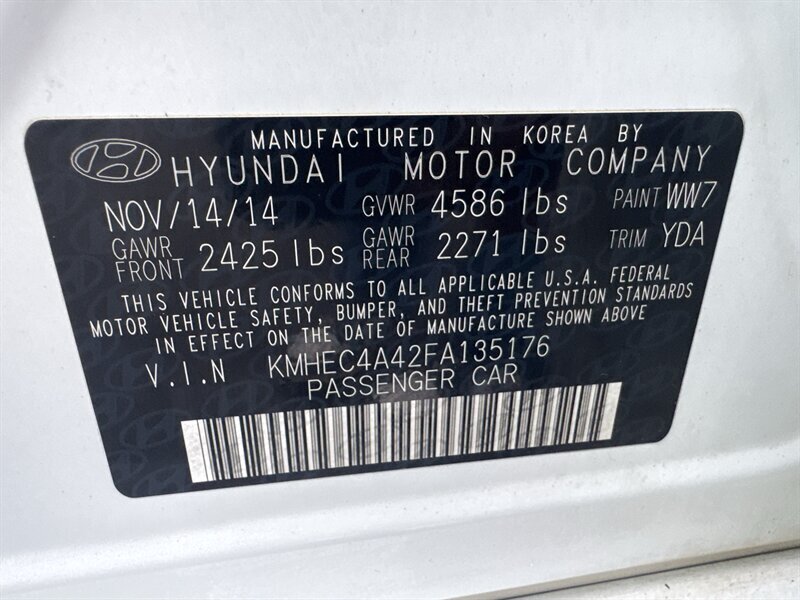 MANUFACTURED IN KOREA BY
HYUNDAI MOTOR COMPANY
NOV/14/14 GVWR 4586 lbs PAINT WW7
GAWR FRONT 2425 lbs GAWR REAR 2271 lbs TRIM YDA
THIS VEHICLE CONFORMS TO ALL APPLICABLE U.S.A. FEDERAL
MOTOR VEHICLE SAFETY, BUMPER, AND THEFT PREVENTION STANDARDS
IN EFFECT ON THE DATE OF MANUFACTURE SHOWN ABOVE
V.I.N KMHEC4A42FA135176
PASSENGER CAR